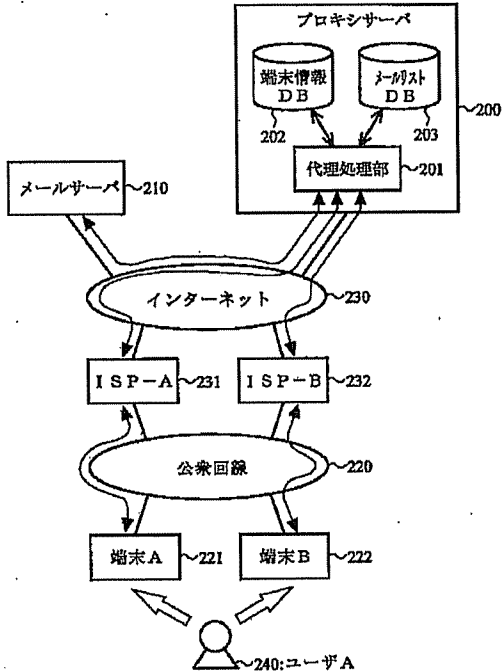 プロキシサーバ
端末情報
DB
メールリスト
DB
202
203
200
代理処理部
201
メールサーバ
210
インターネット
230
ISP-A
231
ISP-B
232
公衆回線
220
端末A
221
端末B
222
240:ユーザA